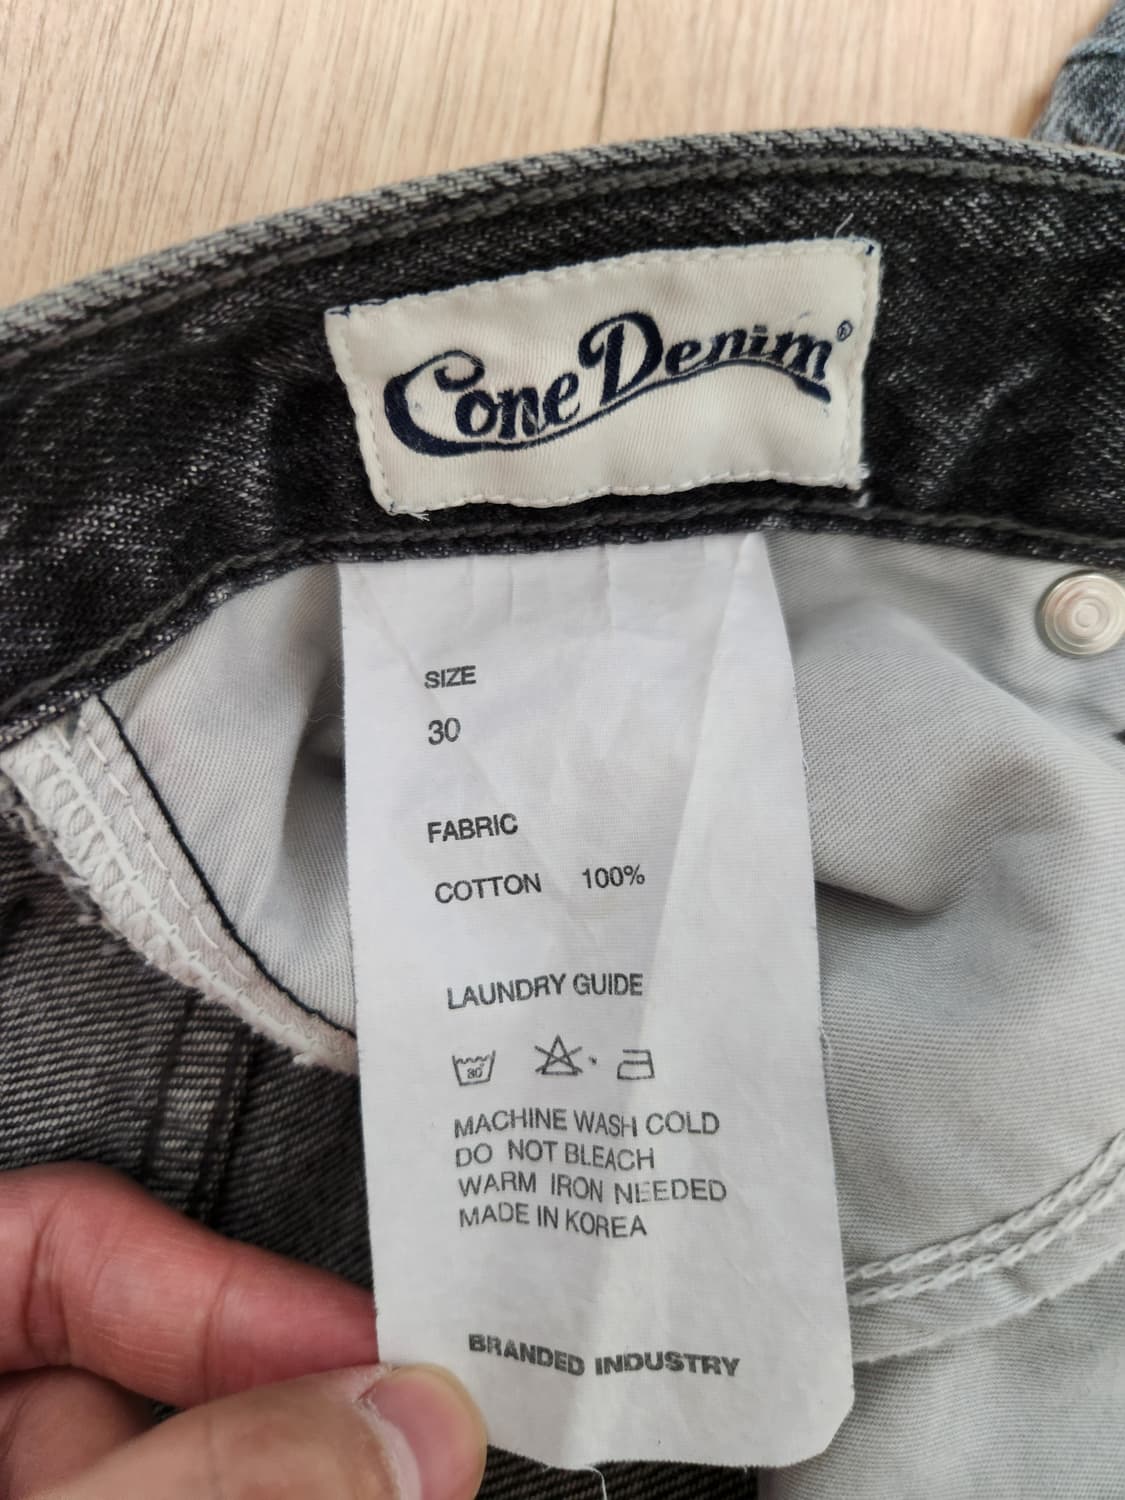 Cone Denim®
SIZE
30
FABRIC
COTTON 100%
LAUNDRY GUIDE
30
MACHINE WASH COLD
DO NOT BLEACH
WARM IRON NEEDED
MADE IN KOREA
BRANDED INDUSTRY